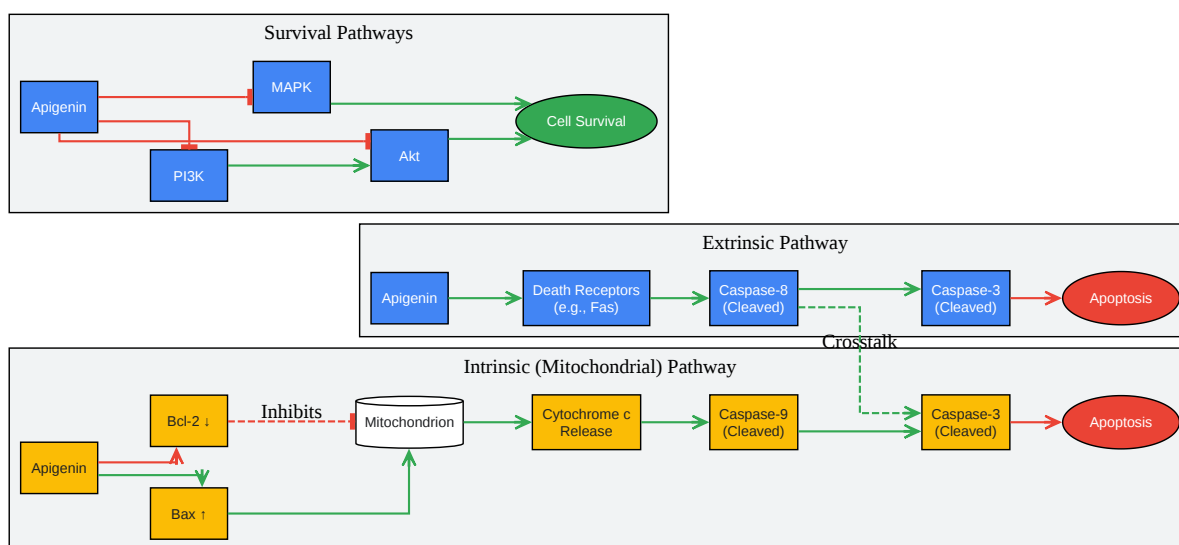 Survival Pathways
Apigenin
MAPK
PI3K
Akt
Cell Survival
Extrinsic Pathway
Apigenin
Death Receptors
(e.g., Fas)
Caspase-8
(Cleaved)
Caspase-3
(Cleaved)
Apoptosis
Crosstalk
Intrinsic (Mitochondrial) Pathway
Apigenin
Bcl-2 ↓
Inhibits
Bax ↑
Mitochondrion
Cytochrome c
Release
Caspase-9
(Cleaved)
Caspase-3
(Cleaved)
Apoptosis